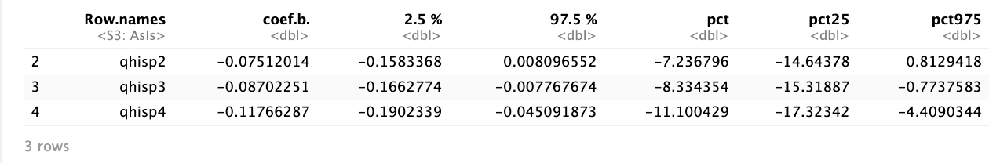 Row.names coef.b. 2.5 % 97.5 % pct pct25 pct975
<S3: AsIs> <dbl> <dbl> <dbl> <dbl> <dbl> <dbl>
2 qhisp2 −0.07512014 −0.1583368 0.008096552 −7.236796 −14.64378 0.8129418
3 qhisp3 −0.08702251 −0.1662774 −0.007767674 −8.334354 −15.31887 −0.7737583
4 qhisp4 −0.11766287 −0.1902339 −0.045091873 −11.100429 −17.32342 −4.4090344
3 rows